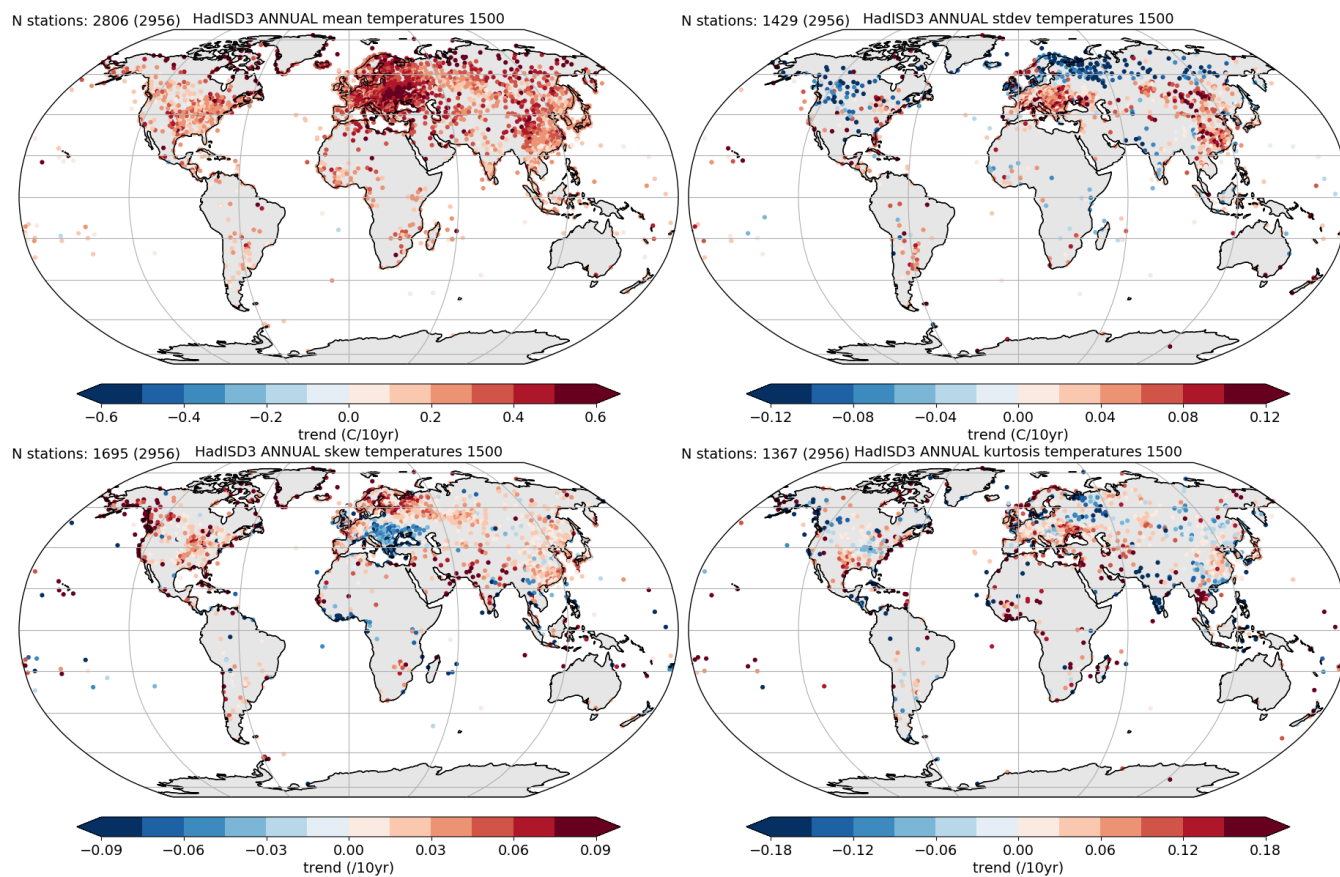 N stations: 2806 (2956) HadISD3 ANNUAL mean temperatures 1500
−0.6 −0.4 −0.2 0.0 0.2 0.4 0.6
trend (C/10yr)
N stations: 1429 (2956) HadISD3 ANNUAL stdev temperatures 1500
−0.12 −0.08 −0.04 0.00 0.04 0.08 0.12
trend (C/10yr)
N stations: 1695 (2956) HadISD3 ANNUAL skew temperatures 1500
−0.09 −0.06 −0.03 0.00 0.03 0.06 0.09
trend (/10yr)
N stations: 1367 (2956) HadISD3 ANNUAL kurtosis temperatures 1500
−0.18 −0.12 −0.06 0.00 0.06 0.12 0.18
trend (/10yr)